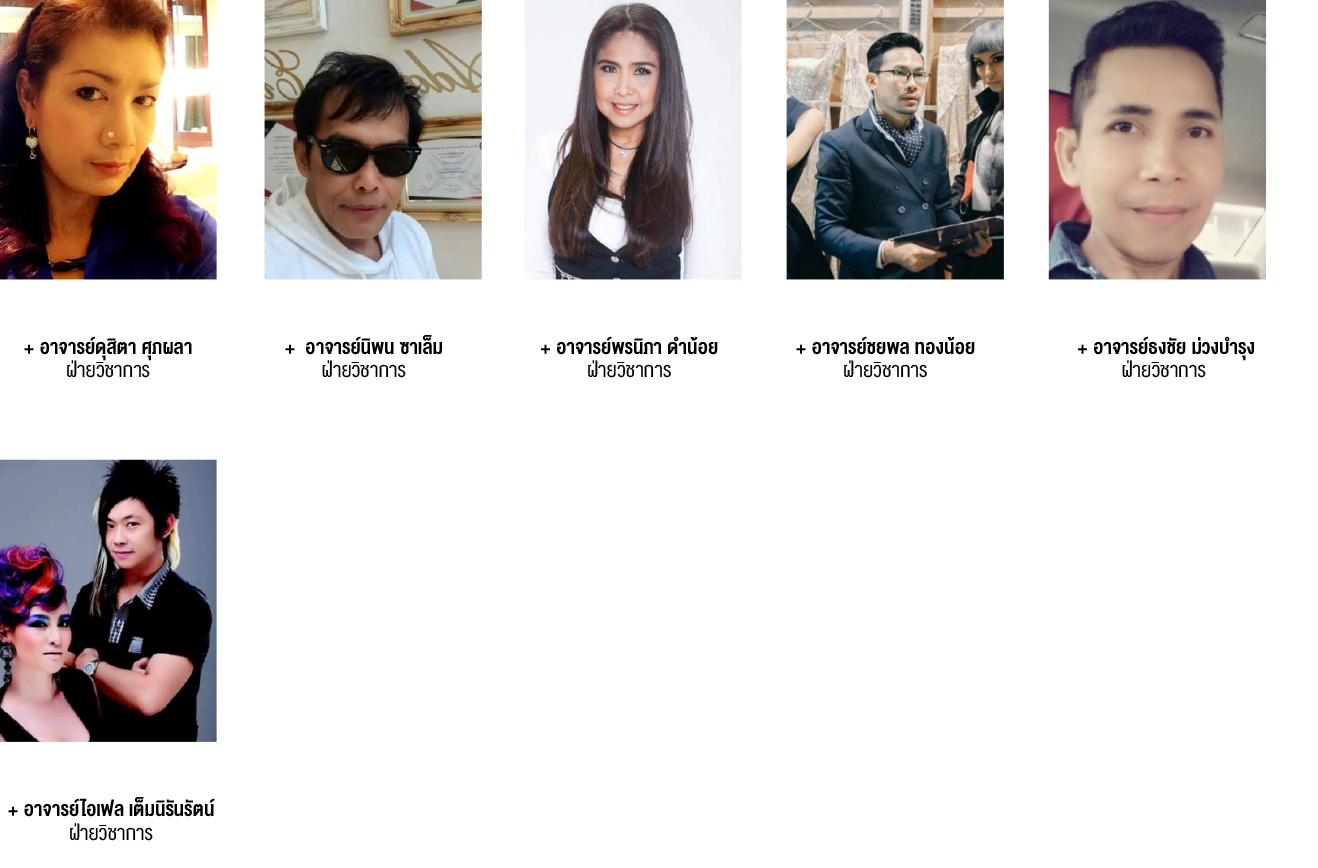 + อาจารย์ดุสิตา ศุภผลา
ฝ่ายวิชาการ
+ อาจารย์นิพน ซาเล็ม
ฝ่ายวิชาการ
+ อาจารย์พรนิภา ดำน้อย
ฝ่ายวิชาการ
+ อาจารย์ชยพล ทองน้อย
ฝ่ายวิชาการ
+ อาจารย์ธงชัย ม่วงบำรุง
ฝ่ายวิชาการ
+ อาจารย์ไอเฟล เต็มนิรันรัตน์
ฝ่ายวิชาการ